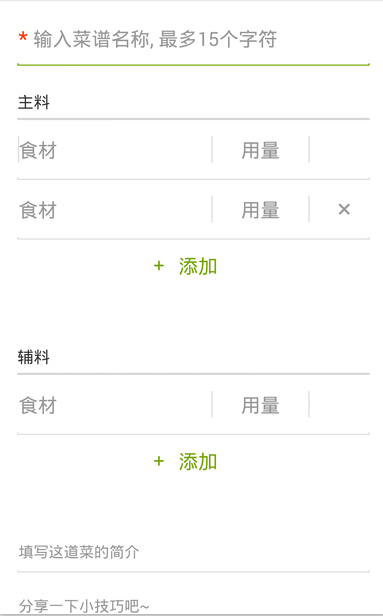 * 输入菜谱名称, 最多15个字符
主料
食材 用量
食材 用量 ×
+ 添加
辅料
食材 用量
+ 添加
填写这道菜的简介
分享一下小技巧吧~